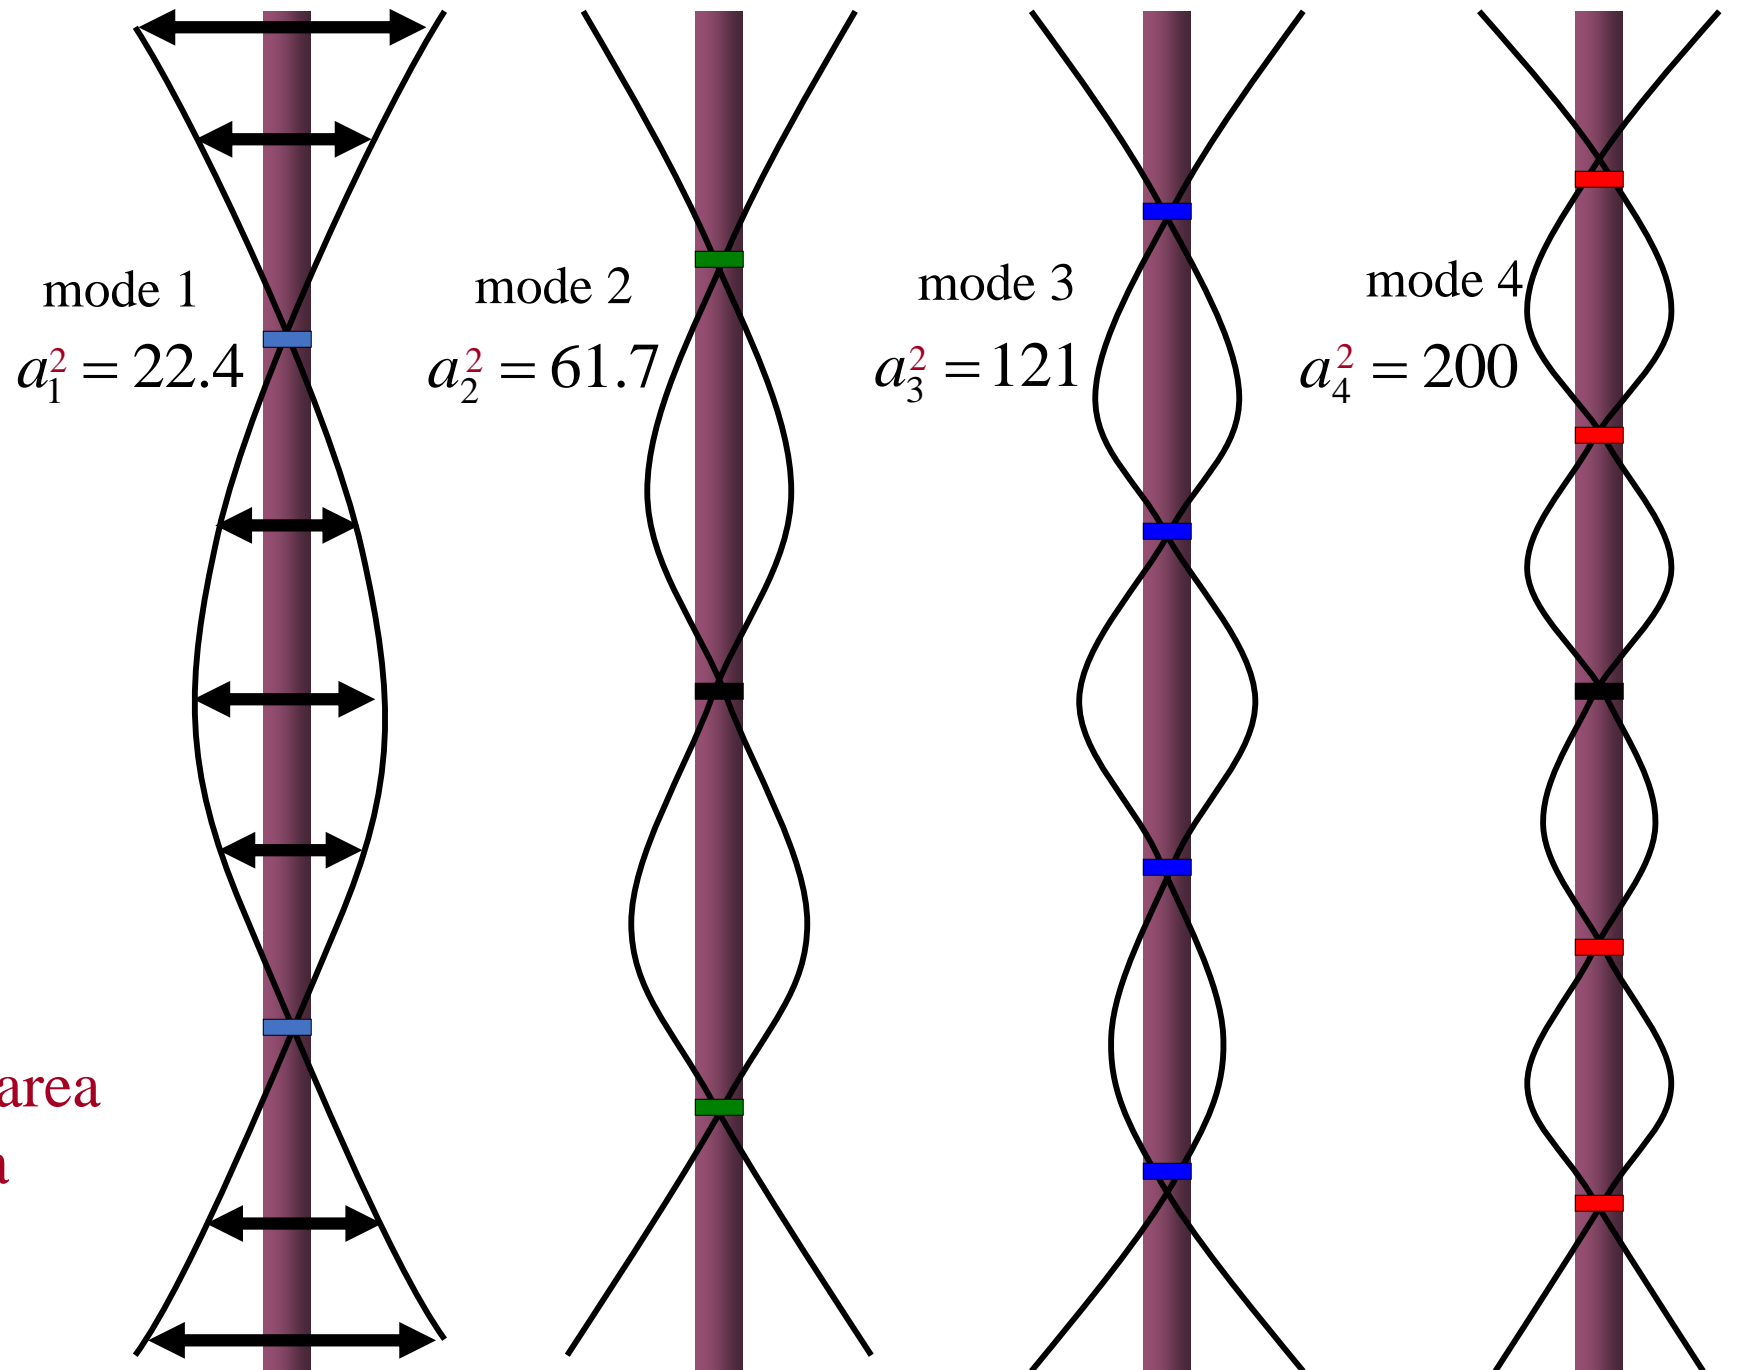 mode 1
a₁² = 22.4
mode 2
a₂² = 61.7
mode 3
a₃² = 121
mode 4
a₄² = 200
area
a